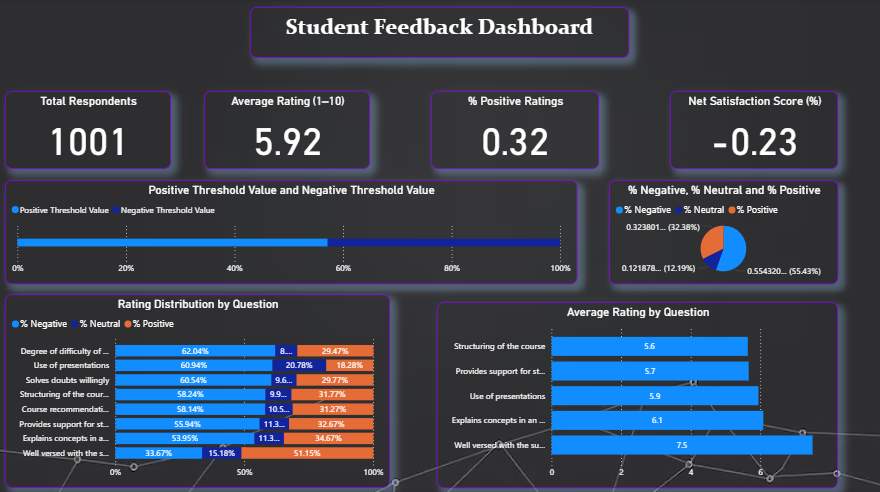 Student Feedback Dashboard
Total Respondents
1001
Average Rating (1–10)
5.92
% Positive Ratings
0.32
Net Satisfaction Score (%)
-0.23
Positive Threshold Value and Negative Threshold Value
Positive Threshold Value Negative Threshold Value
0% 20% 40% 60% 80% 100%
% Negative, % Neutral and % Positive
% Negative % Neutral % Positive
0.323801... (32.38%)
0.121878... (12.19%)
0.554320... (55.43%)
Rating Distribution by Question
% Negative % Neutral % Positive
Degree of difficulty of ... 62.04% 8.... 29.47%
Use of presentations 60.94% 20.78% 18.28%
Solves doubts willingly 60.54% 9.6... 29.77%
Structuring of the cour... 58.24% 9.9... 31.77%
Course recommendati... 58.14% 10.5... 31.27%
Provides support for st... 55.94% 11.3... 32.67%
Explains concepts in a... 53.95% 11.3... 34.67%
Well versed with the s... 33.67% 15.18% 51.15%
0% 50% 100%
Average Rating by Question
Structuring of the course 5.6
Provides support for st... 5.7
Use of presentations 5.9
Explains concepts in an ... 6.1
Well versed with the su... 7.5
0 2 4 6